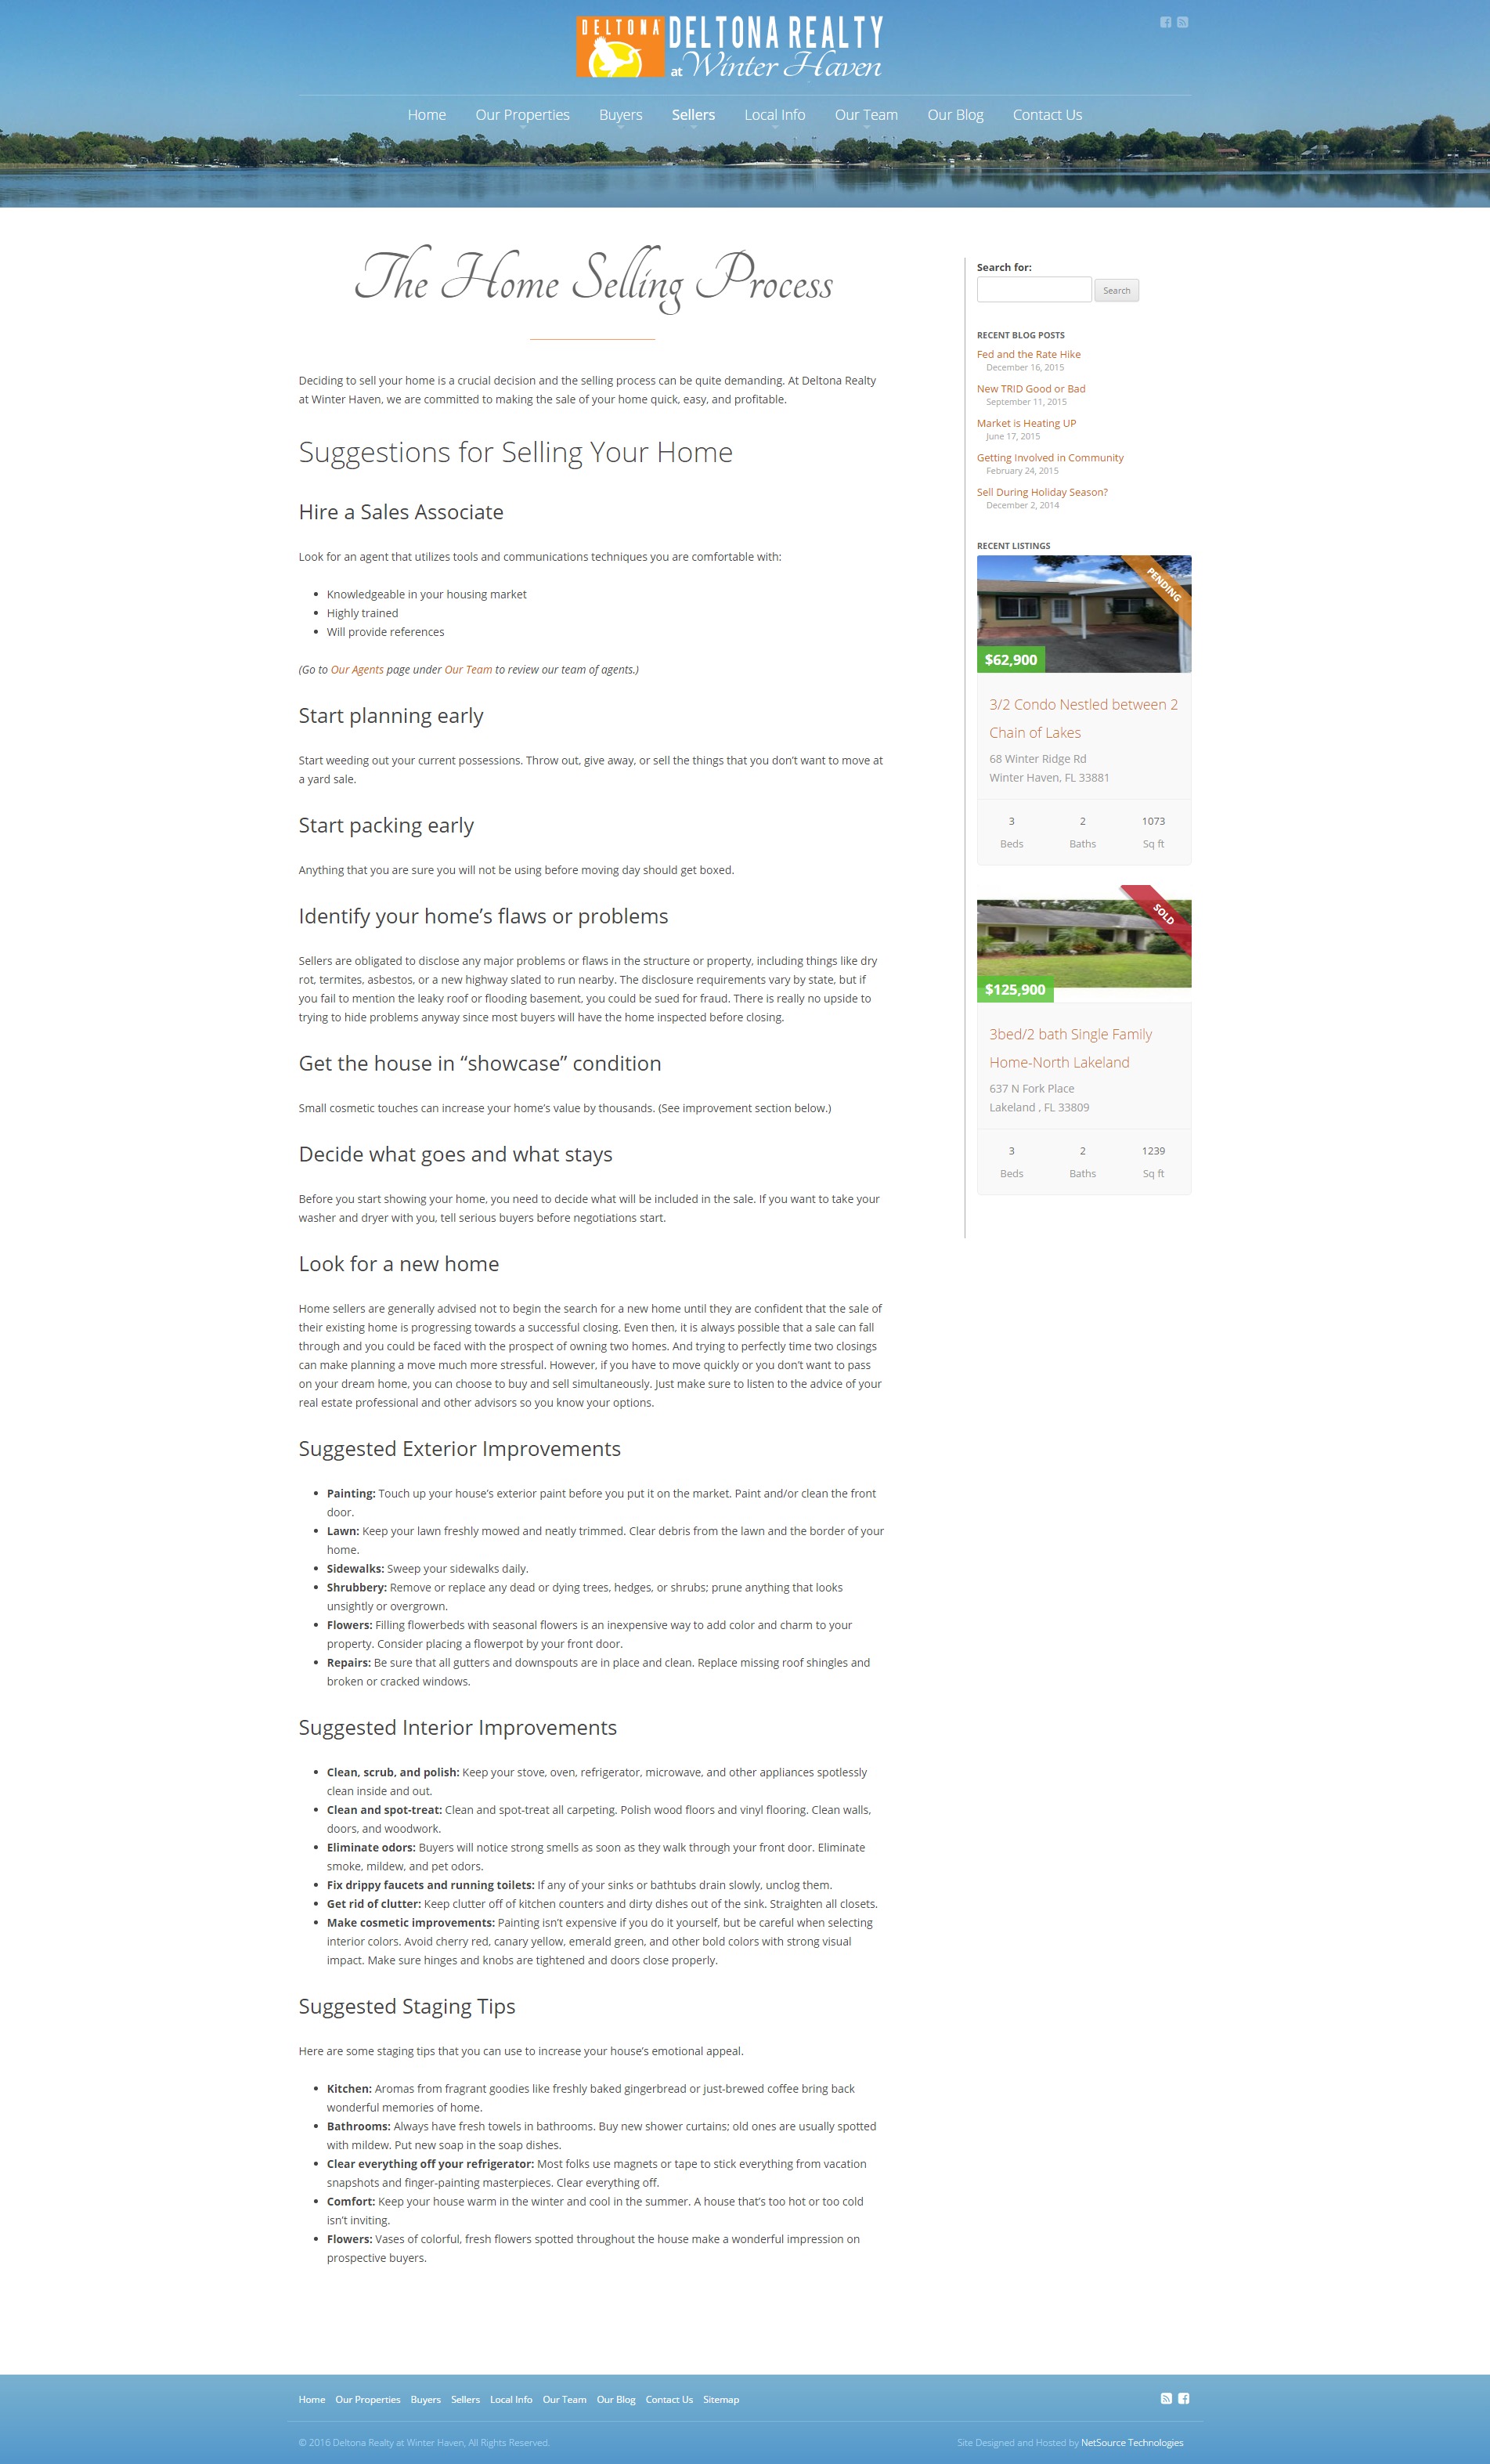 DELTONA
DELTONA REALTY
at Winter Haven
Home Our Properties Buyers Sellers Local Info Our Team Our Blog Contact Us
The Home Selling Process
Deciding to sell your home is a crucial decision and the selling process can be quite demanding. At Deltona Realty
at Winter Haven, we are committed to making the sale of your home quick, easy, and profitable.
Suggestions for Selling Your Home
Hire a Sales Associate
Look for an agent that utilizes tools and communications techniques you are comfortable with:
• Knowledgeable in your housing market
• Highly trained
• Will provide references
(Go to Our Agents page under Our Team to review our team of agents.)
Start planning early
Start weeding out your current possessions. Throw out, give away, or sell the things that you don’t want to move at
a yard sale.
Start packing early
Anything that you are sure you will not be using before moving day should get boxed.
Identify your home’s flaws or problems
Sellers are obligated to disclose any major problems or flaws in the structure or property, including things like dry
rot, termites, asbestos, or a new highway slated to run nearby. The disclosure requirements vary by state, but if
you fail to mention the leaky roof or flooding basement, you could be sued for fraud. There is really no upside to
trying to hide problems anyway since most buyers will have the home inspected before closing.
Get the house in “showcase” condition
Small cosmetic touches can increase your home’s value by thousands. (See improvement section below.)
Decide what goes and what stays
Before you start showing your home, you need to decide what will be included in the sale. If you want to take your
washer and dryer with you, tell serious buyers before negotiations start.
Look for a new home
Home sellers are generally advised not to begin the search for a new home until they are confident that the sale of
their existing home is progressing towards a successful closing. Even then, it is always possible that a sale can fall
through and you could be faced with the prospect of owning two homes. And trying to perfectly time two closings
can make planning a move much more stressful. However, if you have to move quickly or you don’t want to pass
on your dream home, you can choose to buy and sell simultaneously. Just make sure to listen to the advice of your
real estate professional and other advisors so you know your options.
Suggested Exterior Improvements
• Painting: Touch up your house’s exterior paint before you put it on the market. Paint and/or clean the front
door.
• Lawn: Keep your lawn freshly mowed and neatly trimmed. Clear debris from the lawn and the border of your
home.
• Sidewalks: Sweep your sidewalks daily.
• Shrubbery: Remove or replace any dead or dying trees, hedges, or shrubs; prune anything that looks
unsightly or overgrown.
• Flowers: Filling flowerbeds with seasonal flowers is an inexpensive way to add color and charm to your
property. Consider placing a flowerpot by your front door.
• Repairs: Be sure that all gutters and downspouts are in place and clean. Replace missing roof shingles and
broken or cracked windows.
Suggested Interior Improvements
• Clean, scrub, and polish: Keep your stove, oven, refrigerator, microwave, and other appliances spotlessly
clean inside and out.
• Clean and spot-treat: Clean and spot-treat all carpeting. Polish wood floors and vinyl flooring. Clean walls,
doors, and woodwork.
• Eliminate odors: Buyers will notice strong smells as soon as they walk through your front door. Eliminate
smoke, mildew, and pet odors.
• Fix drippy faucets and running toilets: If any of your sinks or bathtubs drain slowly, unclog them.
• Get rid of clutter: Keep clutter off of kitchen counters and dirty dishes out of the sink. Straighten all closets.
• Make cosmetic improvements: Painting isn’t expensive if you do it yourself, but be careful when selecting
interior colors. Avoid cherry red, canary yellow, emerald green, and other bold colors with strong visual
impact. Make sure hinges and knobs are tightened and doors close properly.
Suggested Staging Tips
Here are some staging tips that you can use to increase your house’s emotional appeal.
• Kitchen: Aromas from fragrant goodies like freshly baked gingerbread or just-brewed coffee bring back
wonderful memories of home.
• Bathrooms: Always have fresh towels in bathrooms. Buy new shower curtains; old ones are usually spotted
with mildew. Put new soap in the soap dishes.
• Clear everything off your refrigerator: Most folks use magnets or tape to stick everything from vacation
snapshots and finger-painting masterpieces. Clear everything off.
• Comfort: Keep your house warm in the winter and cool in the summer. A house that’s too hot or too cold
isn’t inviting.
• Flowers: Vases of colorful, fresh flowers spotted throughout the house make a wonderful impression on
prospective buyers.
Search for:
Search
RECENT BLOG POSTS
Fed and the Rate Hike
December 16, 2015
New TRID Good or Bad
September 11, 2015
Market is Heating UP
June 17, 2015
Getting Involved in Community
February 24, 2015
Sell During Holiday Season?
December 2, 2014
RECENT LISTINGS
PENDING
$62,900
3/2 Condo Nestled between 2
Chain of Lakes
68 Winter Ridge Rd
Winter Haven, FL 33881
3 2 1073
Beds Baths Sq ft
SOLD
$125,900
3bed/2 bath Single Family
Home-North Lakeland
637 N Fork Place
Lakeland , FL 33809
3 2 1239
Beds Baths Sq ft
Home Our Properties Buyers Sellers Local Info Our Team Our Blog Contact Us Sitemap
© 2016 Deltona Realty at Winter Haven, All Rights Reserved.
Site Designed and Hosted by NetSource Technologies